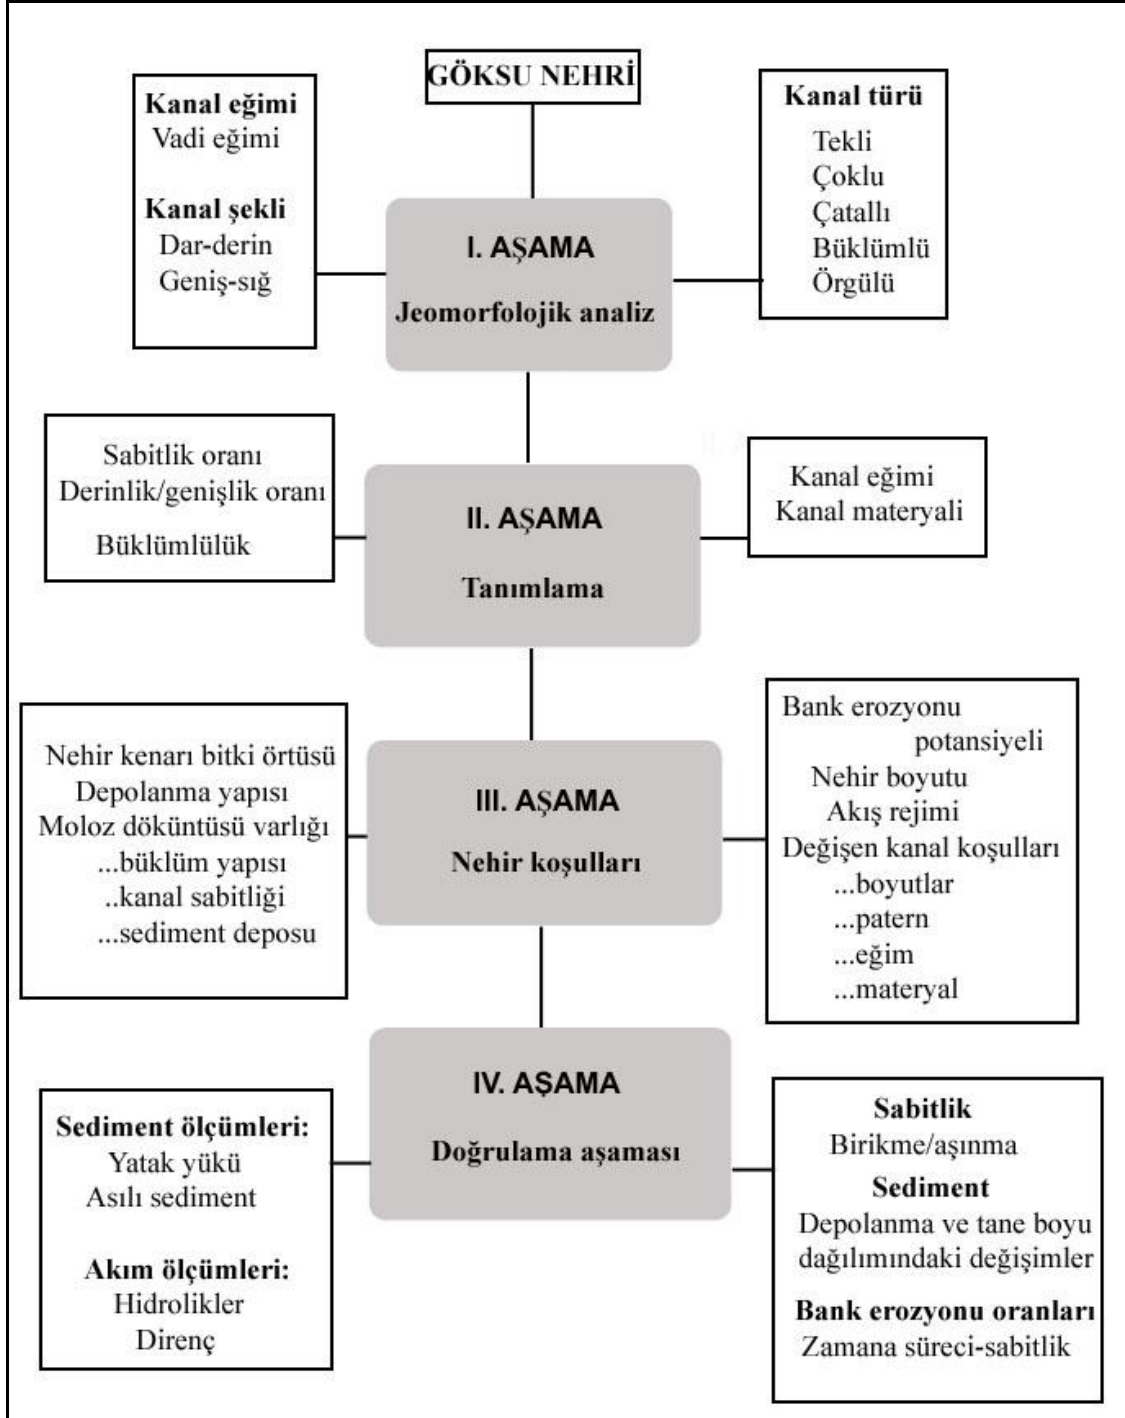 GÖKSU NEHRİ
Kanal eğimi
Vadi eğimi
Kanal şekli
Dar-derin
Geniş-sığ
I. AŞAMA
Jeomorfolojik analiz
Kanal türü
Tekli
Çoklu
Çatallı
Büklümlü
Örgülü
Sabitlik oranı
Derinlik/genişlik oranı
Büklümlülük
II. AŞAMA
Tanımlama
Kanal eğimi
Kanal materyali
Nehir kenarı bitki örtüsü
Depolanma yapısı
Moloz döküntüsü varlığı
...büklüm yapısı
..kanal sabitliği
...sediment deposu
III. AŞAMA
Nehir koşulları
Bank erozyonu
potansiyeli
Nehir boyutu
Akış rejimi
Değişen kanal koşulları
...boyutlar
...patern
...eğim
...materyal
Sediment ölçümleri:
Yatak yükü
Asılı sediment
Akım ölçümleri:
Hidrolikler
Direnç
IV. AŞAMA
Doğrulama aşaması
Sabitlik
Birikme/aşınma
Sediment
Depolanma ve tane boyu
dağılımındaki değişimler
Bank erozyonu oranları
Zamana süreci-sabitlik